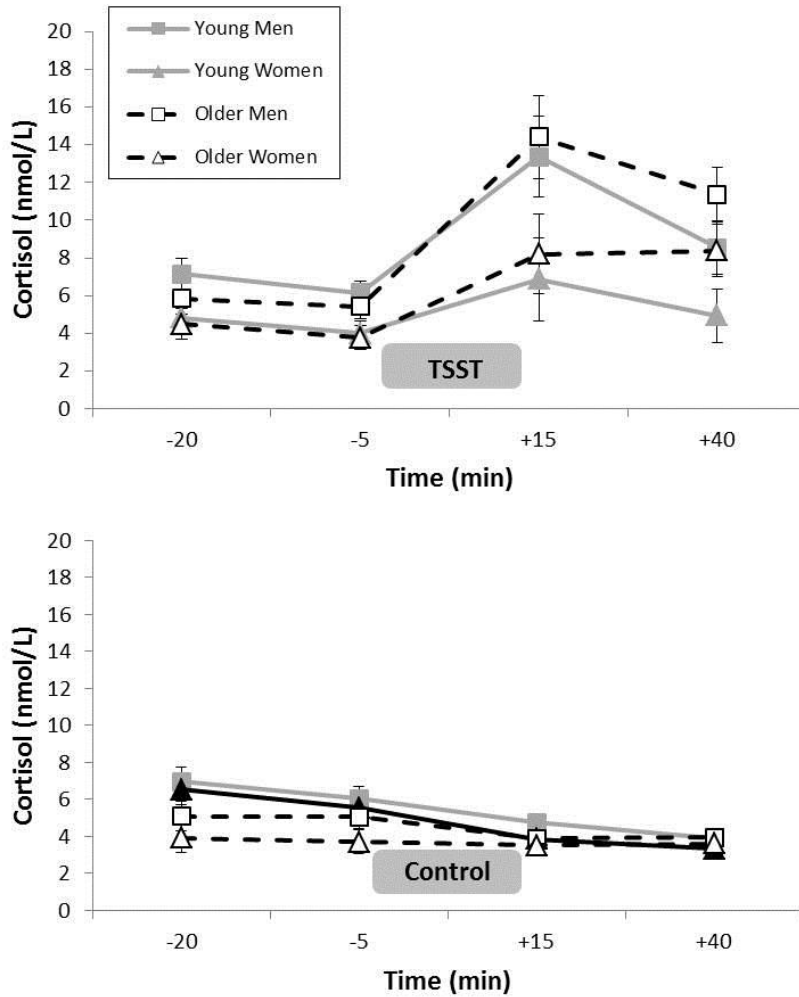 Young Men
Young Women
Older Men
Older Women
Cortisol (nmol/L)
20
18
16
14
12
10
8
6
4
2
0
TSST
-20 -5 +15 +40
Time (min)
Cortisol (nmol/L)
20
18
16
14
12
10
8
6
4
2
0
Control
-20 -5 +15 +40
Time (min)